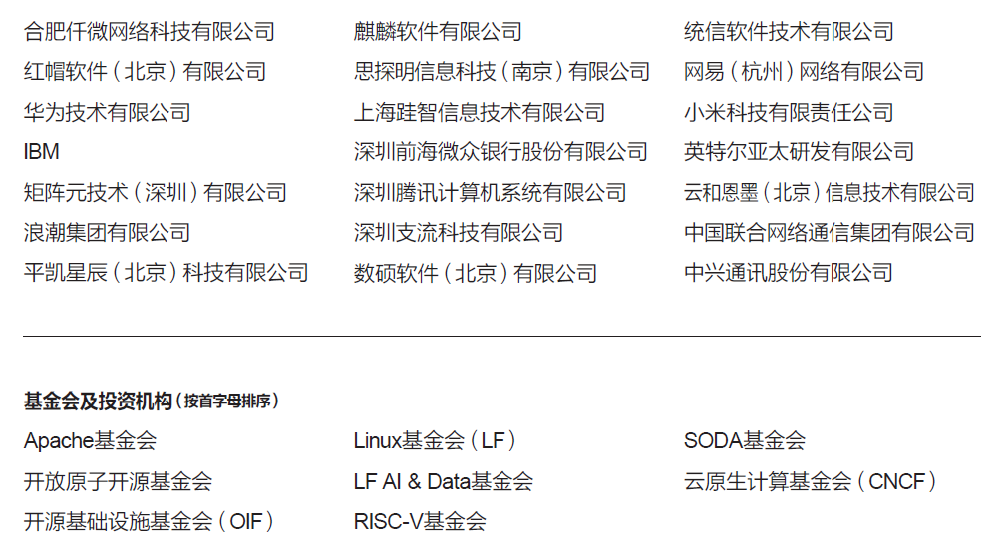 合肥仟微网络科技有限公司
红帽软件（北京）有限公司
华为技术有限公司
IBM
矩阵元技术（深圳）有限公司
浪潮集团有限公司
平凯星辰（北京）科技有限公司
麒麟软件有限公司
思探明信息科技（南京）有限公司
上海跬智信息技术有限公司
深圳前海微众银行股份有限公司
深圳腾讯计算机系统有限公司
深圳支流科技有限公司
数硕软件（北京）有限公司
统信软件技术有限公司
网易（杭州）网络有限公司
小米科技有限责任公司
英特尔亚太研发有限公司
云和恩墨（北京）信息技术有限公司
中国联合网络通信集团有限公司
中兴通讯股份有限公司
基金会及投资机构（按首字母排序）
Apache基金会
开放原子开源基金会
开源基础设施基金会（OIF）
Linux基金会（LF）
LF AI & Data基金会
RISC-V基金会
SODA基金会
云原生计算基金会（CNCF）